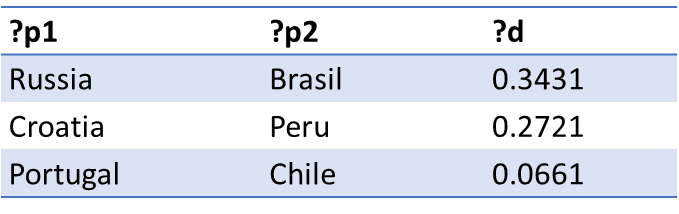 ?p1 ?p2 ?d
Russia Brasil 0.3431
Croatia Peru 0.2721
Portugal Chile 0.0661